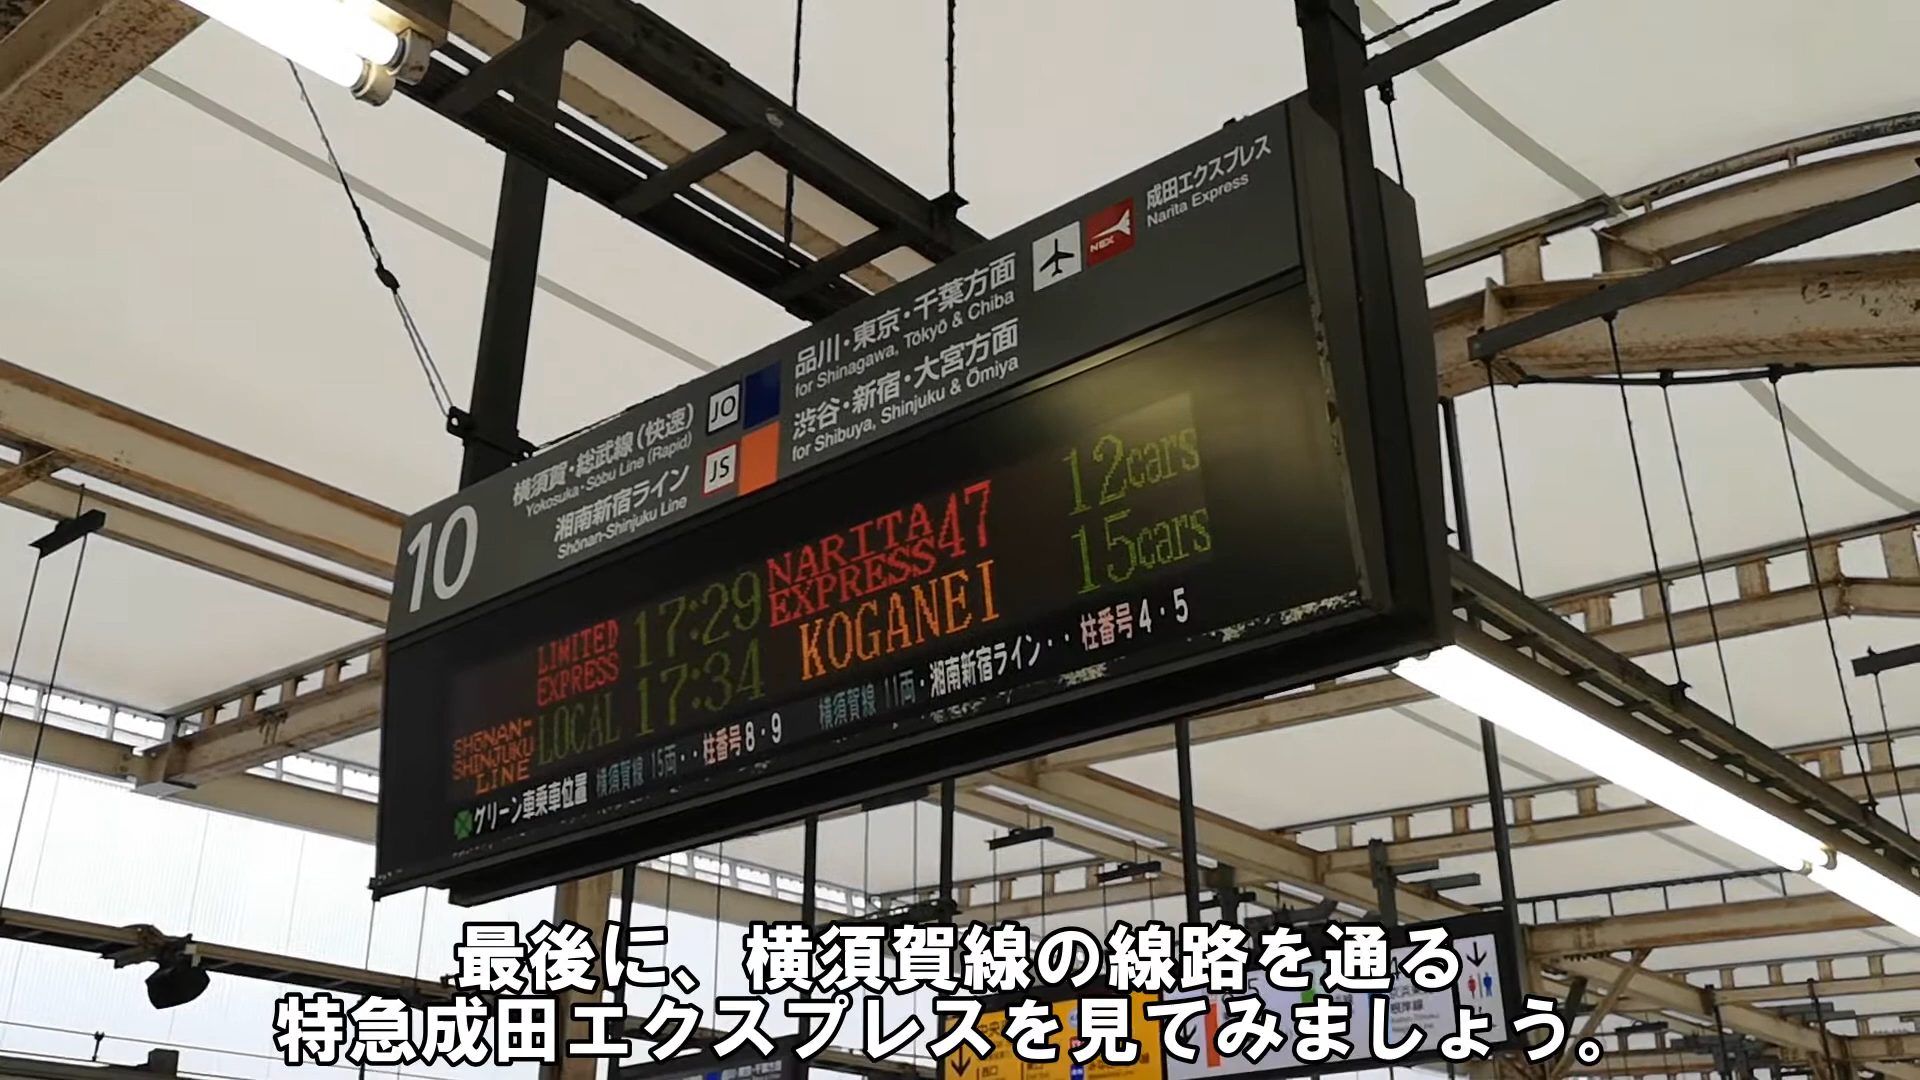 10
横須賀・総武線(快速)
Yokosuka・Sōbu Line (Rapid)
JO
品川・東京・千葉方面
for Shinagawa, Tōkyō & Chiba
湘南新宿ライン
Shōnan-Shinjuku Line
JS
渋谷・新宿・大宮方面
for Shibuya, Shinjuku & Ōmiya
NEX
成田エクスプレス
Narita Express
LIMITED EXPRESS 17:29 NARITA EXPRESS 47 12cars
SHŌNAN-SHINJUKU LINE LOCAL 17:34 KOGANEI 15cars
グリーン車乗車位置 横須賀線 15両・・柱番号8・9 横須賀線 11両・湘南新宿ライン・・柱番号4・5
最後に、横須賀線の線路を通る
特急成田エクスプレスを見てみましょう。